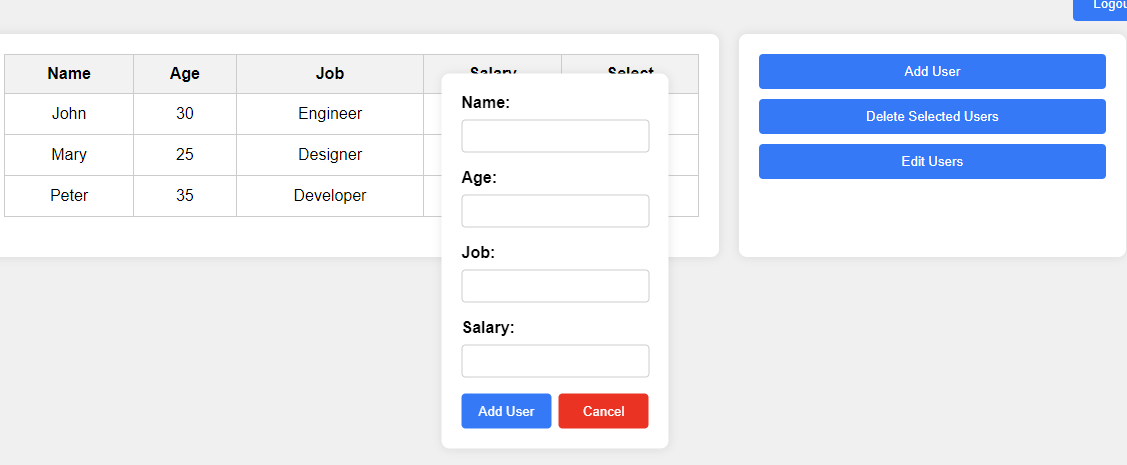 Logou
Name Age Job Salary Select
John 30 Engineer
Mary 25 Designer
Peter 35 Developer
Name:
Age:
Job:
Salary:
Add User Cancel
Add User
Delete Selected Users
Edit Users